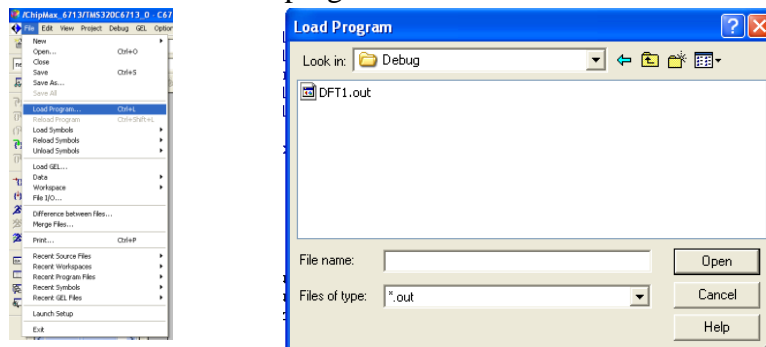 /ChipMax_6713/TMS320C6713_0 - C67
File Edit View Project Debug GEL Option
New
Open... Ctrl+O
Close
Save Ctrl+S
Save As...
Save All
Load Program... Ctrl+L
Reload Program Ctrl+Shift+L
Load Symbols
Reload Symbols
Unload Symbols
Load GEL...
Data
Workspace
File I/O...
Difference between files...
Merge Files...
Print... Ctrl+P
Recent Source Files
Recent Workspaces
Recent Program Files
Recent Symbols
Recent GEL Files
Launch Setup
Exit
Load Program
Look in: Debug
DFT1.out
File name:
Open
Files of type: *.out
Cancel
Help